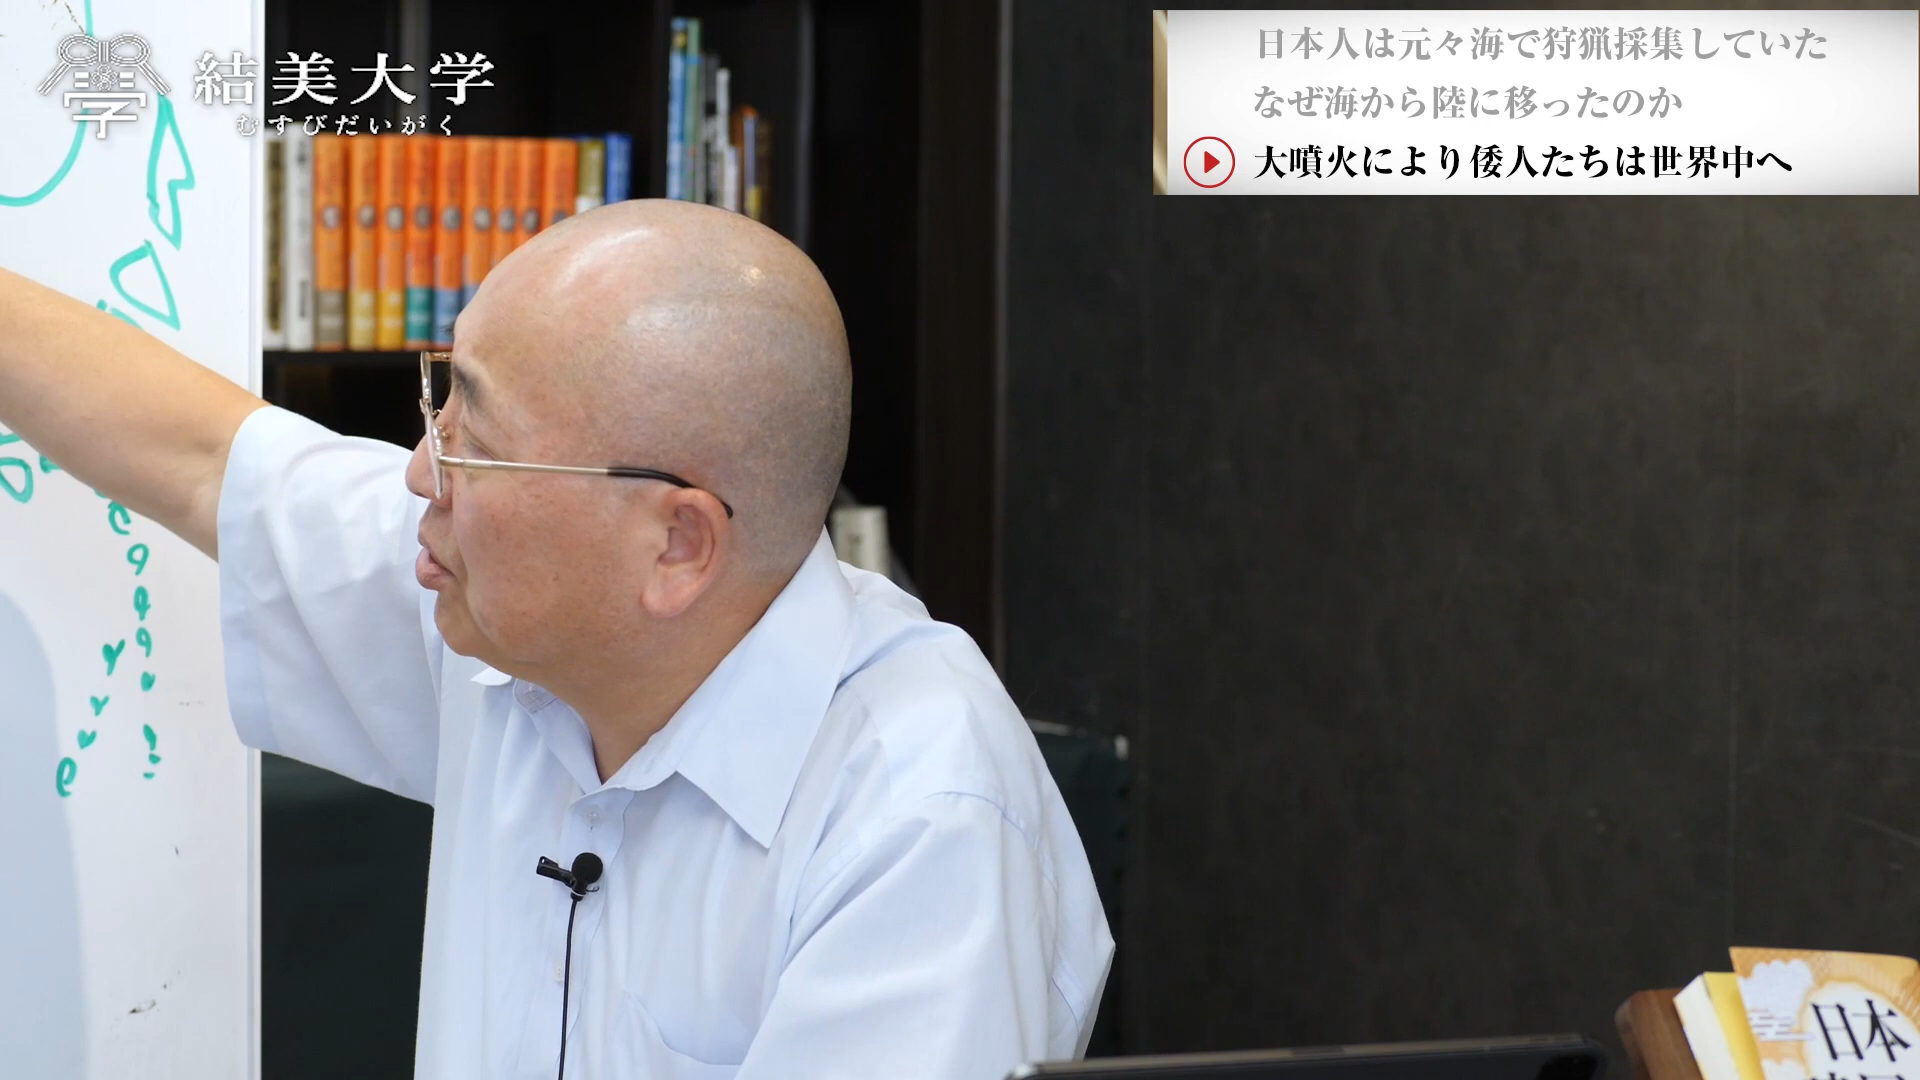 結美大学
むすびだいがく
日本人は元々海で狩猟採集していた
なぜ海から陸に移ったのか
大噴火により倭人たちは世界中へ
日本